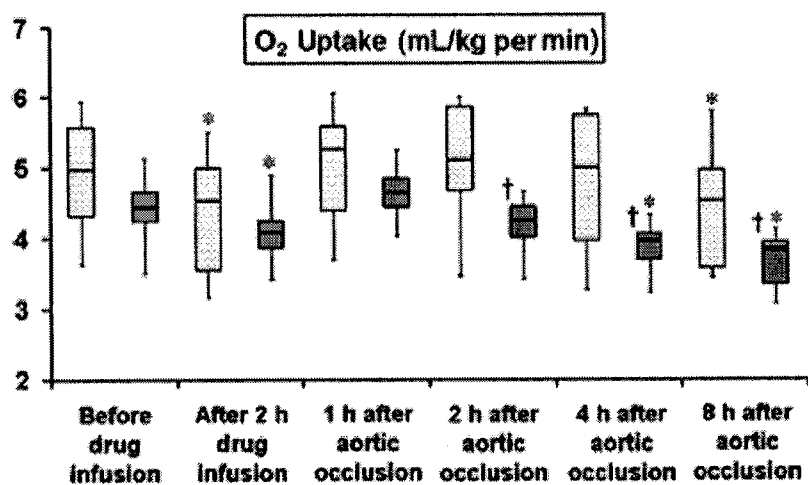 O₂ Uptake (mL/kg per min)
7
6
5
4
3
2
* * † † * * † *
Before drug infusion
After 2 h drug infusion
1 h after aortic occlusion
2 h after aortic occlusion
4 h after aortic occlusion
8 h after aortic occlusion